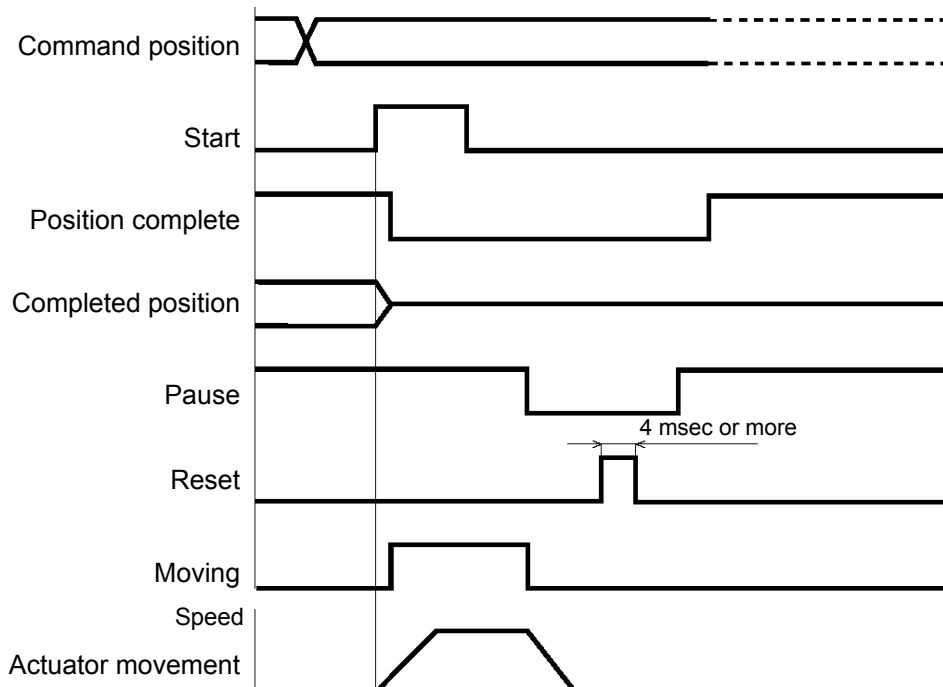 Command position
Start
Position complete
Completed position
Pause
4 msec or more
Reset
Moving
Speed
Actuator movement